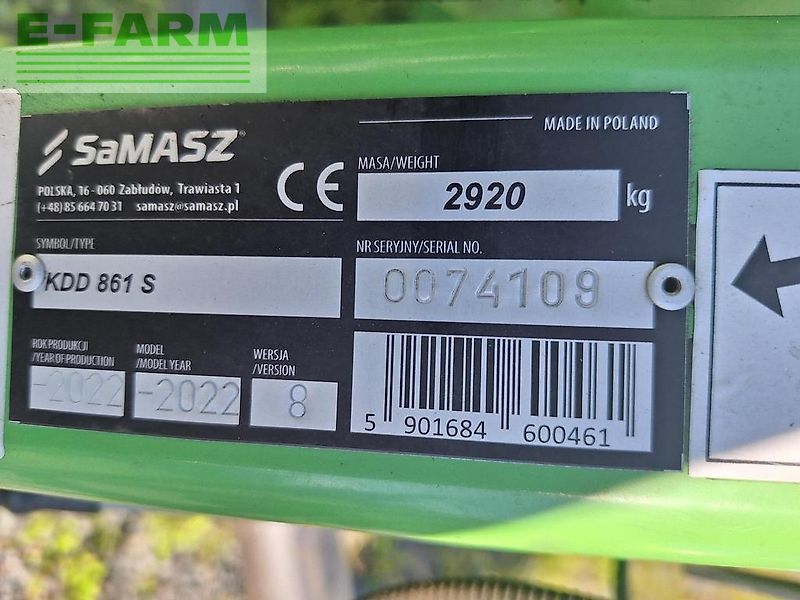 E-FARM
SaMASZ
POLSKA, 16 - 060 Zabłudów, Trawiasta 1
(+48) 85 664 70 31 samasz@samasz.pl
CE
MADE IN POLAND
MASA/WEIGHT
2920 kg
SYMBOL/TYPE
KDD 861 S
NR SERYJNY/SERIAL NO.
0074109
ROK PRODUKCJI
/YEAR OF PRODUCTION
-2022
MODEL
/MODEL YEAR
-2022
WERSJA
/VERSION
8
5 901684 600461